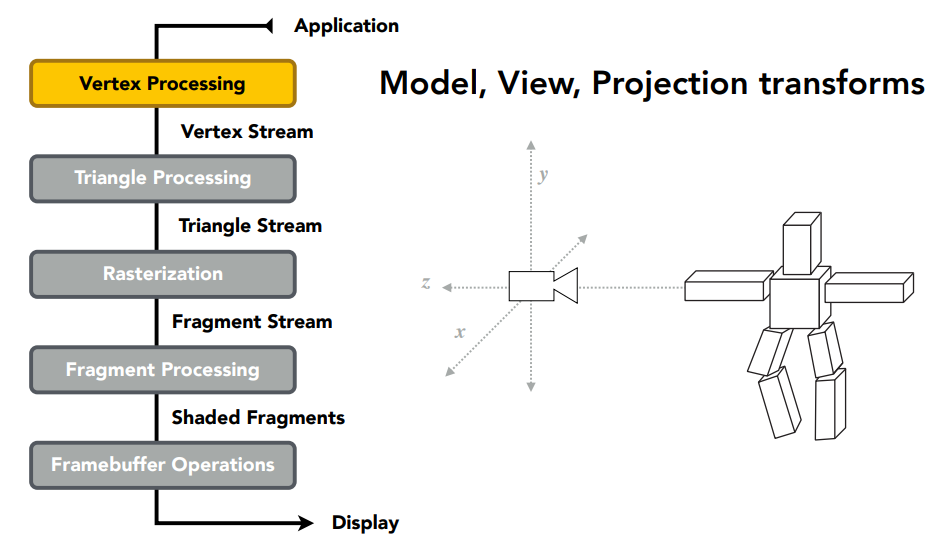 Application
Vertex Processing
Model, View, Projection transforms
Vertex Stream
Triangle Processing
Triangle Stream
Rasterization
Fragment Stream
Fragment Processing
Shaded Fragments
Framebuffer Operations
Display
y
z
x